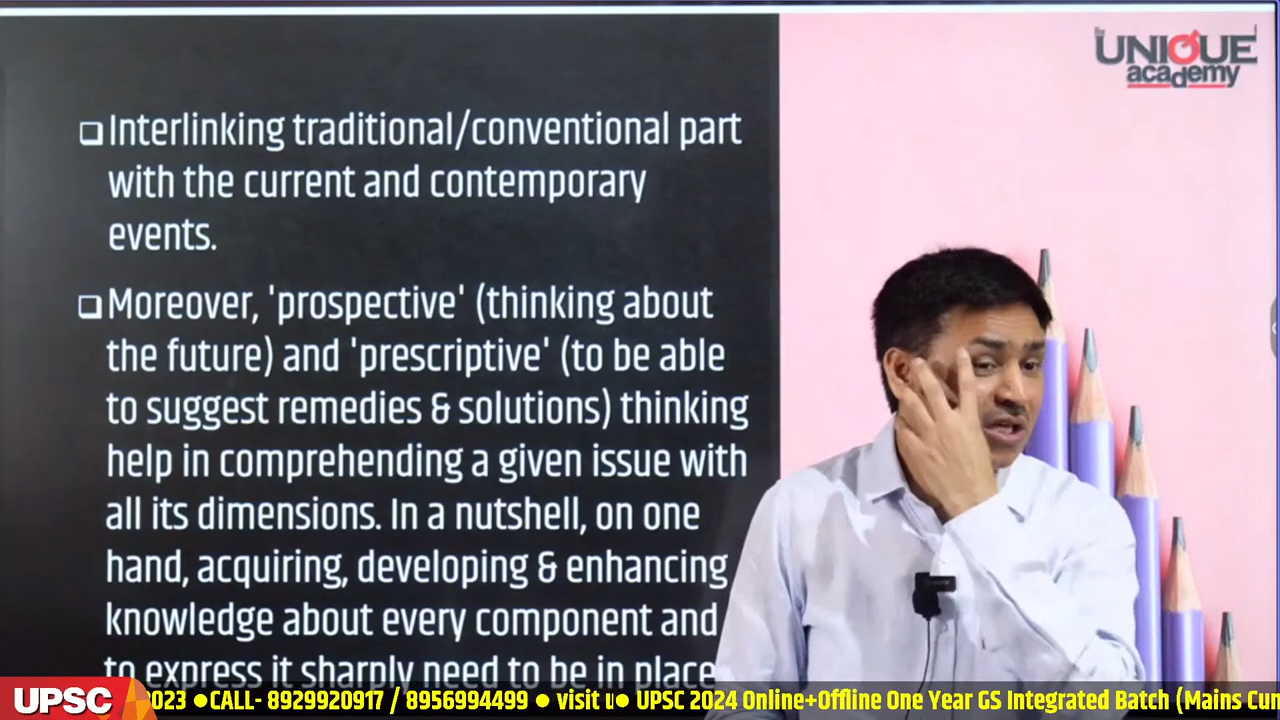 the
UNIQUE
academy
Interlinking traditional/conventional part
with the current and contemporary
events.
Moreover, 'prospective' (thinking about
the future) and 'prescriptive' (to be able
to suggest remedies & solutions) thinking
help in comprehending a given issue with
all its dimensions. In a nutshell, on one
hand, acquiring, developing & enhancing
knowledge about every component and
to express it sharply need to be in place
UPSC
023 ●CALL- 8929920917 / 8956994499 ● visit u● UPSC 2024 Online+Offline One Year GS Integrated Batch (Mains Cum